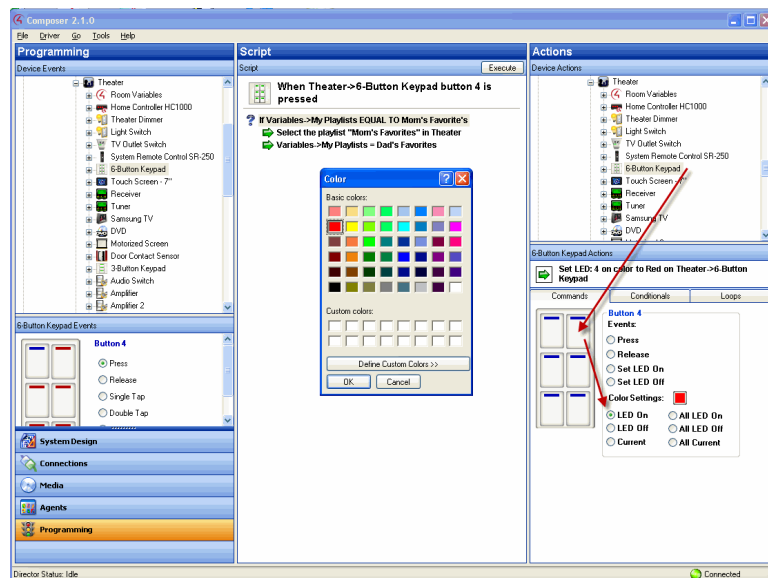 Composer 2.1.0
File Driver Go Tools Help
Programming
Device Events
Theater
Room Variables
Home Controller HC1000
Theater Dimmer
Light Switch
TV Outlet Switch
System Remote Control SR-250
6-Button Keypad
Touch Screen - 7"
Receiver
Tuner
Samsung TV
DVD
Motorized Screen
Door Contact Sensor
3-Button Keypad
Audio Switch
Amplifier
Amplifier 2
6-Button Keypad Events
Button 4
Press
Release
Single Tap
Double Tap
System Design
Connections
Media
Agents
Programming
Script
Script
Execute
When Theater->6-Button Keypad button 4 is
pressed
If Variables->My Playlists EQUAL TO Mom's Favorite's
Select the playlist "Mom's Favorites" in Theater
Variables->My Playlists = Dad's Favorites
Color
Basic colors:
Custom colors:
Define Custom Colors >>
OK Cancel
Actions
Device Actions
Theater
Room Variables
Home Controller HC1000
Theater Dimmer
Light Switch
TV Outlet Switch
System Remote Control SR-250
6-Button Keypad
Touch Screen - 7"
Receiver
Tuner
Samsung TV
DVD
6-Button Keypad Actions
Set LED: 4 on color to Red on Theater->6-Button
Keypad
Commands Conditionals Loops
Button 4
Events:
Press
Release
Set LED On
Set LED Off
Color Settings:
LED On All LED On
LED Off All LED Off
Current All Current
Director Status: Idle
Connected